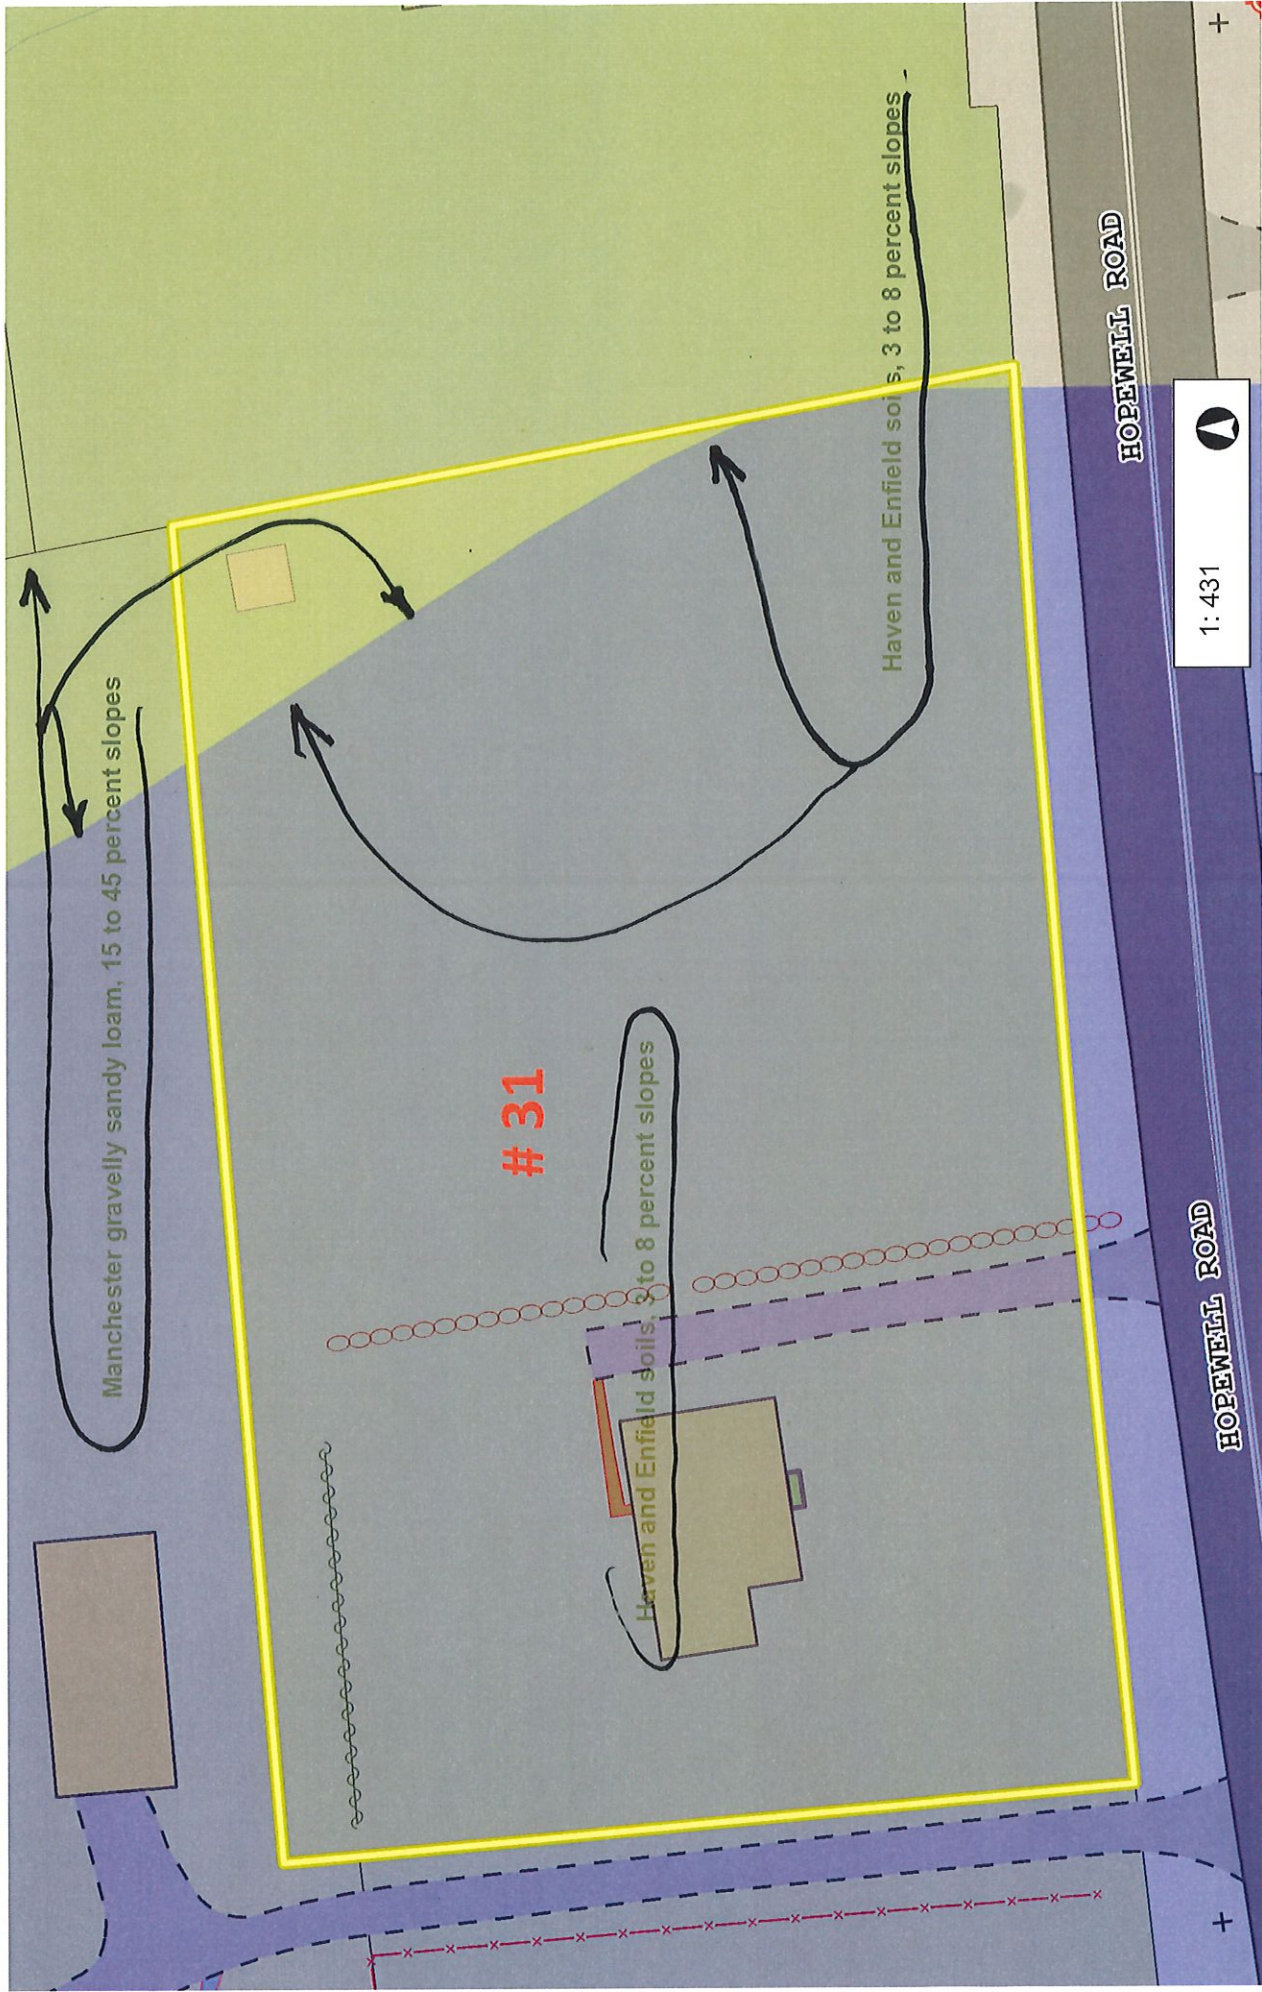 Manchester gravelly sandy loam, 15 to 45 percent slopes
# 31
Haven and Enfield soils, 3 to 8 percent slopes
Haven and Enfield soils, 3 to 8 percent slopes
HOPEWELL ROAD
HOPEWELL ROAD
1: 431